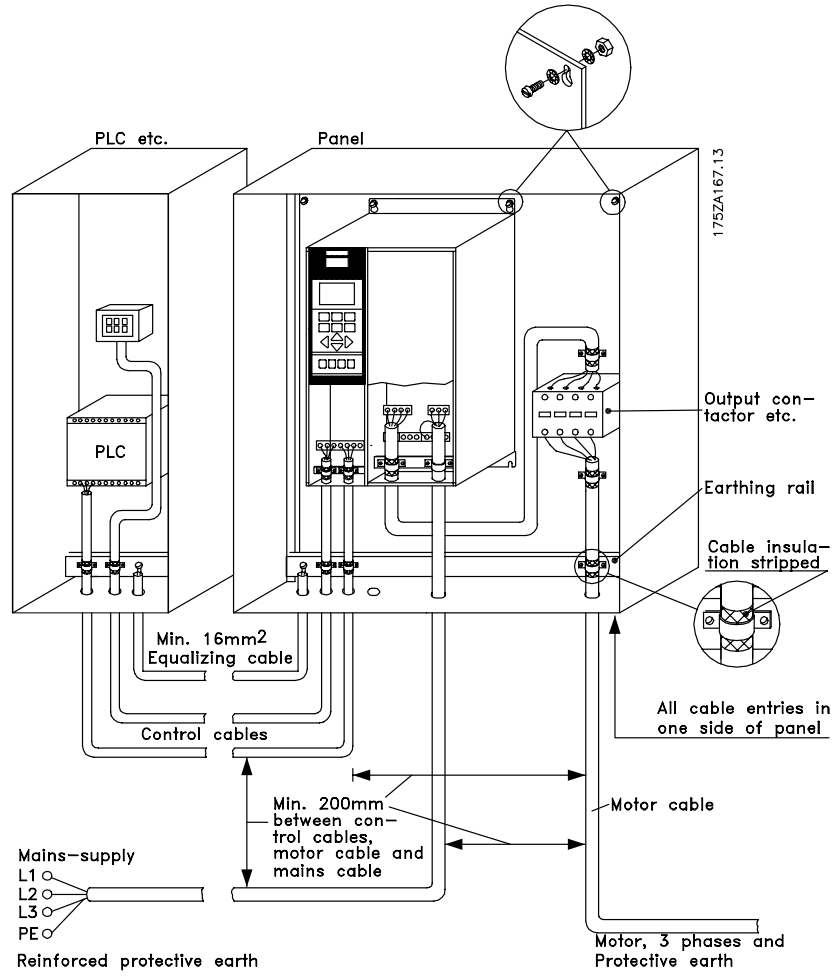 PLC etc.
Panel
175ZA167.13
PLC
Output con-
tactor etc.
Earthing rail
Cable insula-
tion stripped
Min. 16mm2
Equalizing cable
All cable entries in
one side of panel
Control cables
Min. 200mm
between con-
trol cables,
motor cable and
mains cable
Motor cable
Mains-supply
L1
L2
L3
PE
Reinforced protective earth
Motor, 3 phases and
Protective earth